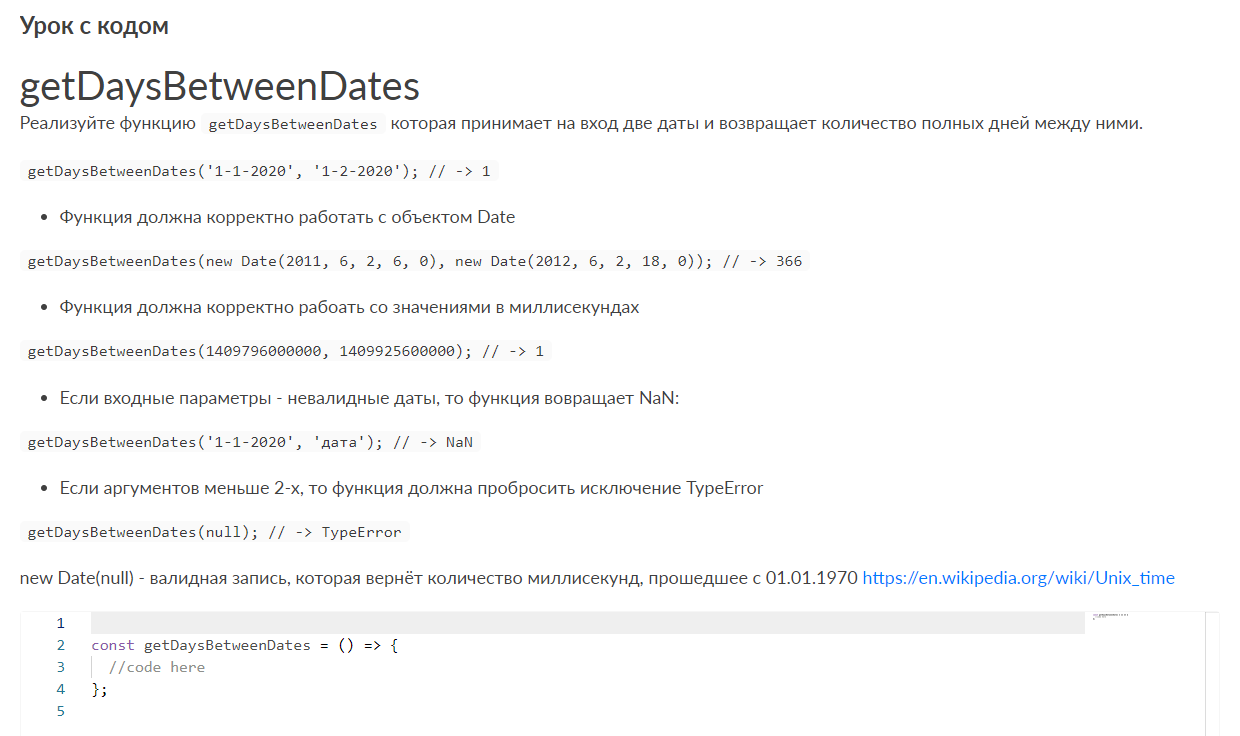 Урок с кодом
getDaysBetweenDates
Реализуйте функцию getDaysBetweenDates которая принимает на вход две даты и возвращает количество полных дней между ними.
getDaysBetweenDates('1-1-2020', '1-2-2020'); // -> 1
• Функция должна корректно работать с объектом Date
getDaysBetweenDates(new Date(2011, 6, 2, 6, 0), new Date(2012, 6, 2, 18, 0)); // -> 366
• Функция должна корректно рабоать со значениями в миллисекундах
getDaysBetweenDates(1409796000000, 1409925600000); // -> 1
• Если входные параметры - невалидные даты, то функция вовращает NaN:
getDaysBetweenDates('1-1-2020', 'дата'); // -> NaN
• Если аргументов меньше 2-х, то функция должна пробросить исключение TypeError
getDaysBetweenDates(null); // -> TypeError
new Date(null) - валидная запись, которая вернёт количество миллисекунд, прошедшее с 01.01.1970 https://en.wikipedia.org/wiki/Unix_time
1
2 const getDaysBetweenDates = () => {
3 //code here
4 };
5